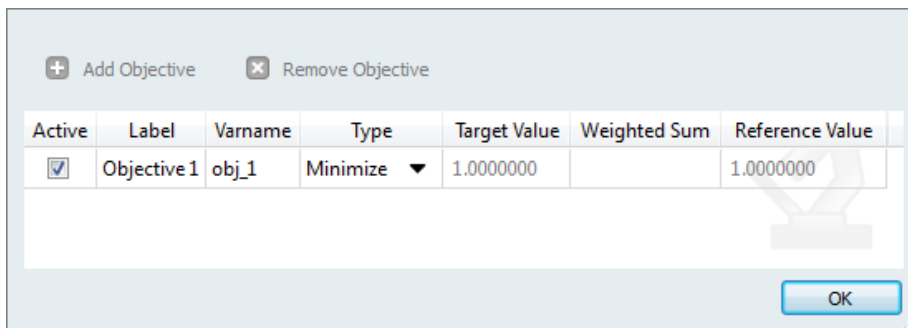 Add Objective Remove Objective
Active Label Varname Type Target Value Weighted Sum Reference Value
Objective 1 obj_1 Minimize 1.0000000 1.0000000
OK